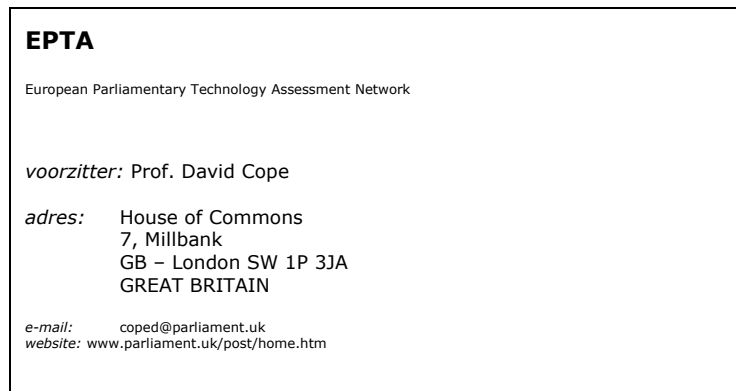 EPTA
European Parliamentary Technology Assessment Network
voorzitter: Prof. David Cope
adres: House of Commons
7, Millbank
GB – London SW 1P 3JA
GREAT BRITAIN
e-mail: coped@parliament.uk
website: www.parliament.uk/post/home.htm